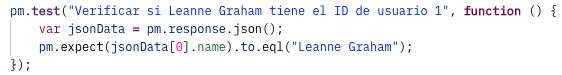 pm.test("Verificar si Leanne Graham tiene el ID de usuario 1", function () {
    var jsonData = pm.response.json();
    pm.expect(jsonData[0].name).to.eql("Leanne Graham");
});